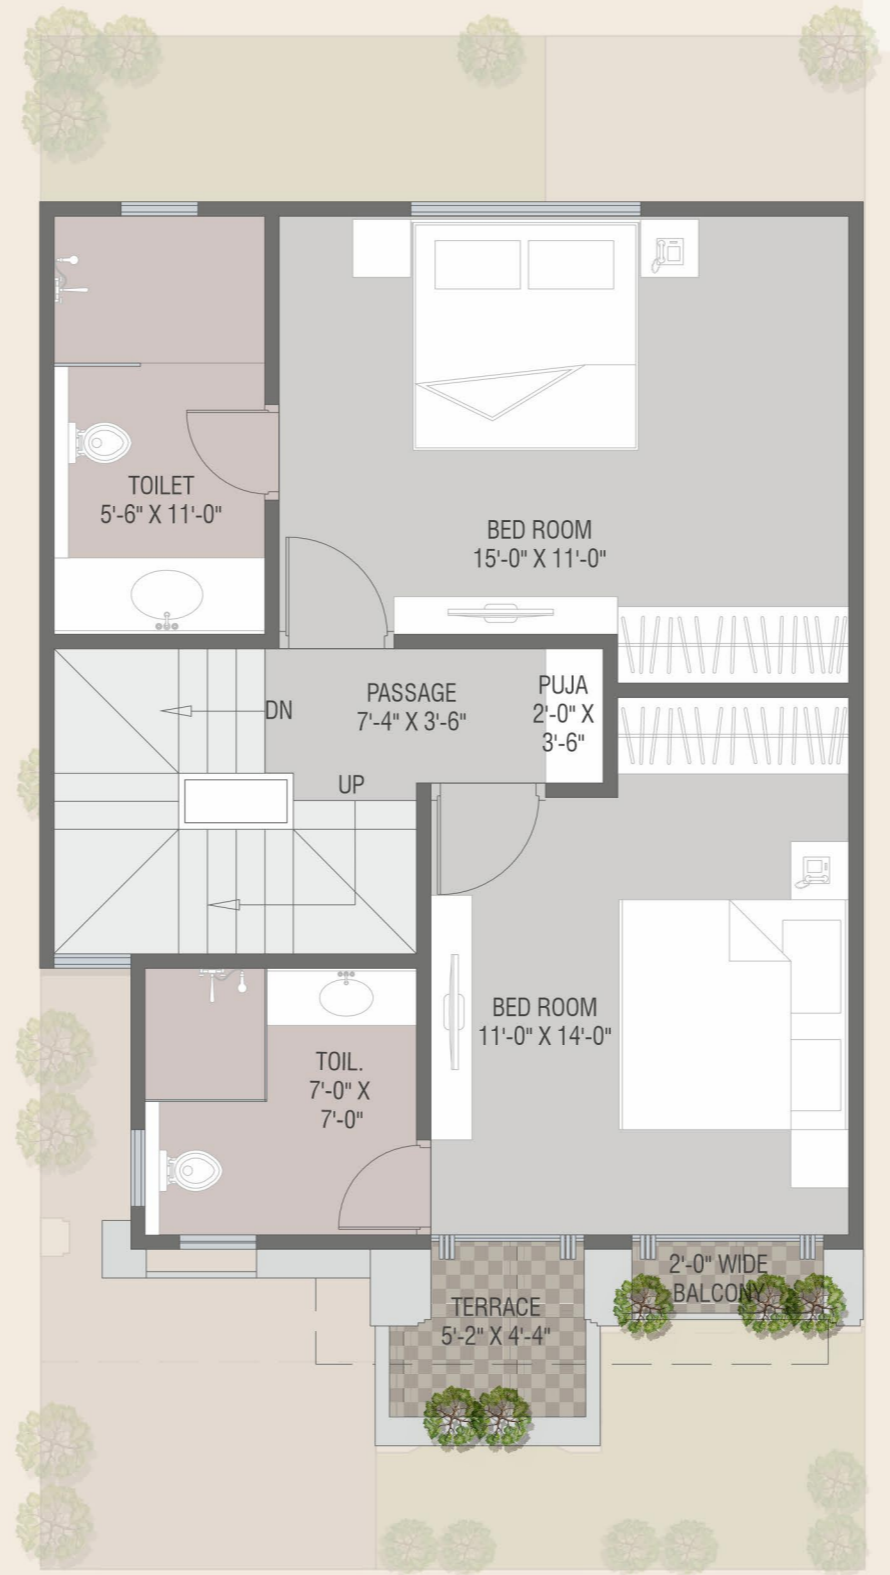 TOILET
5'-6" X 11'-0"
BED ROOM
15'-0" X 11'-0"
DN
PASSAGE
7'-4" X 3'-6"
PUJA
2'-0" X
3'-6"
UP
BED ROOM
11'-0" X 14'-0"
TOIL.
7'-0" X
7'-0"
2'-0" WIDE
BALCONY
TERRACE
5'-2" X 4'-4"